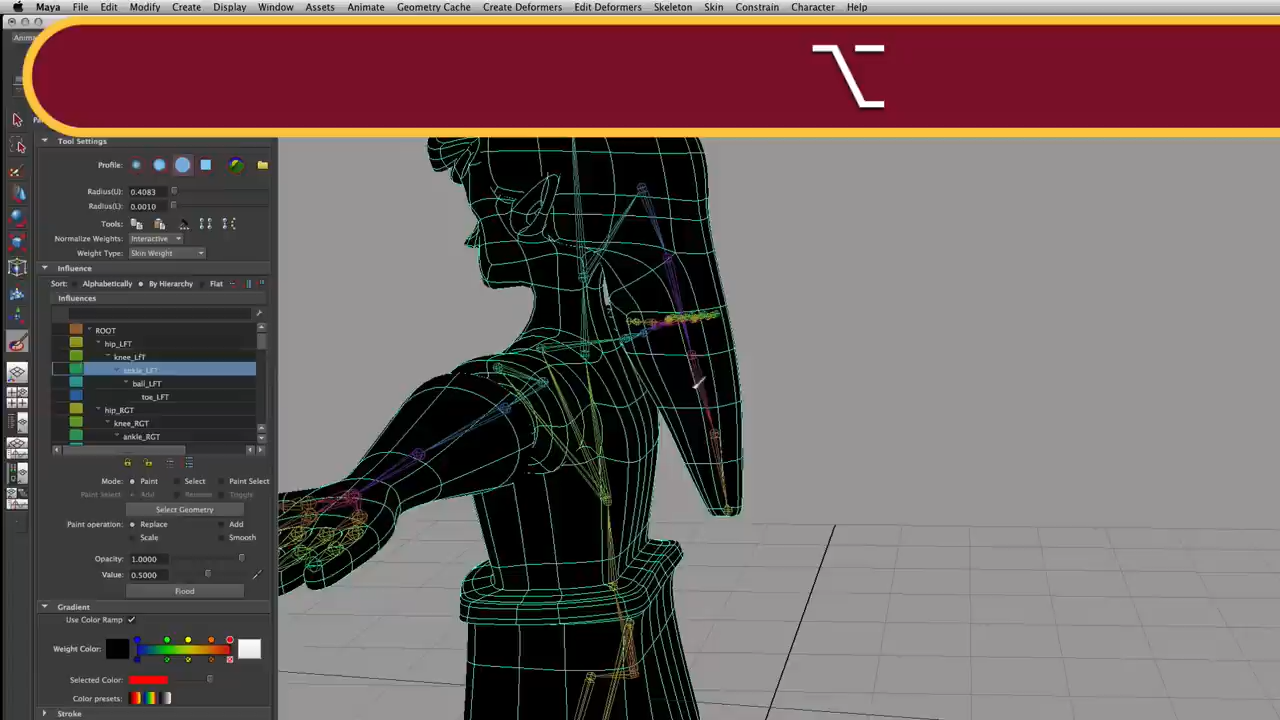 Maya File Edit Modify Create Display Window Assets Animate Geometry Cache Create Deformers Edit Deformers Skeleton Skin Constrain Character Help
⌥
Tool Settings
Profile:
Radius(U): 0.4083
Radius(L): 0.0010
Tools:
Normalize Weights: Interactive
Weight Type: Skin Weight
Influence
Sort: Alphabetically By Hierarchy Flat
Influences
ROOT
hip_LFT
knee_LfT
ankle_LFT
ball_LFT
toe_LFT
hip_RGT
knee_RGT
ankle_RGT
Mode: Paint Select Paint Select
Paint Select: Add Remove Toggle
Select Geometry
Paint operation: Replace Add
Scale Smooth
Opacity: 1.0000
Value: 0.5000
Flood
Gradient
Use Color Ramp
Weight Color:
Selected Color:
Color presets:
Stroke